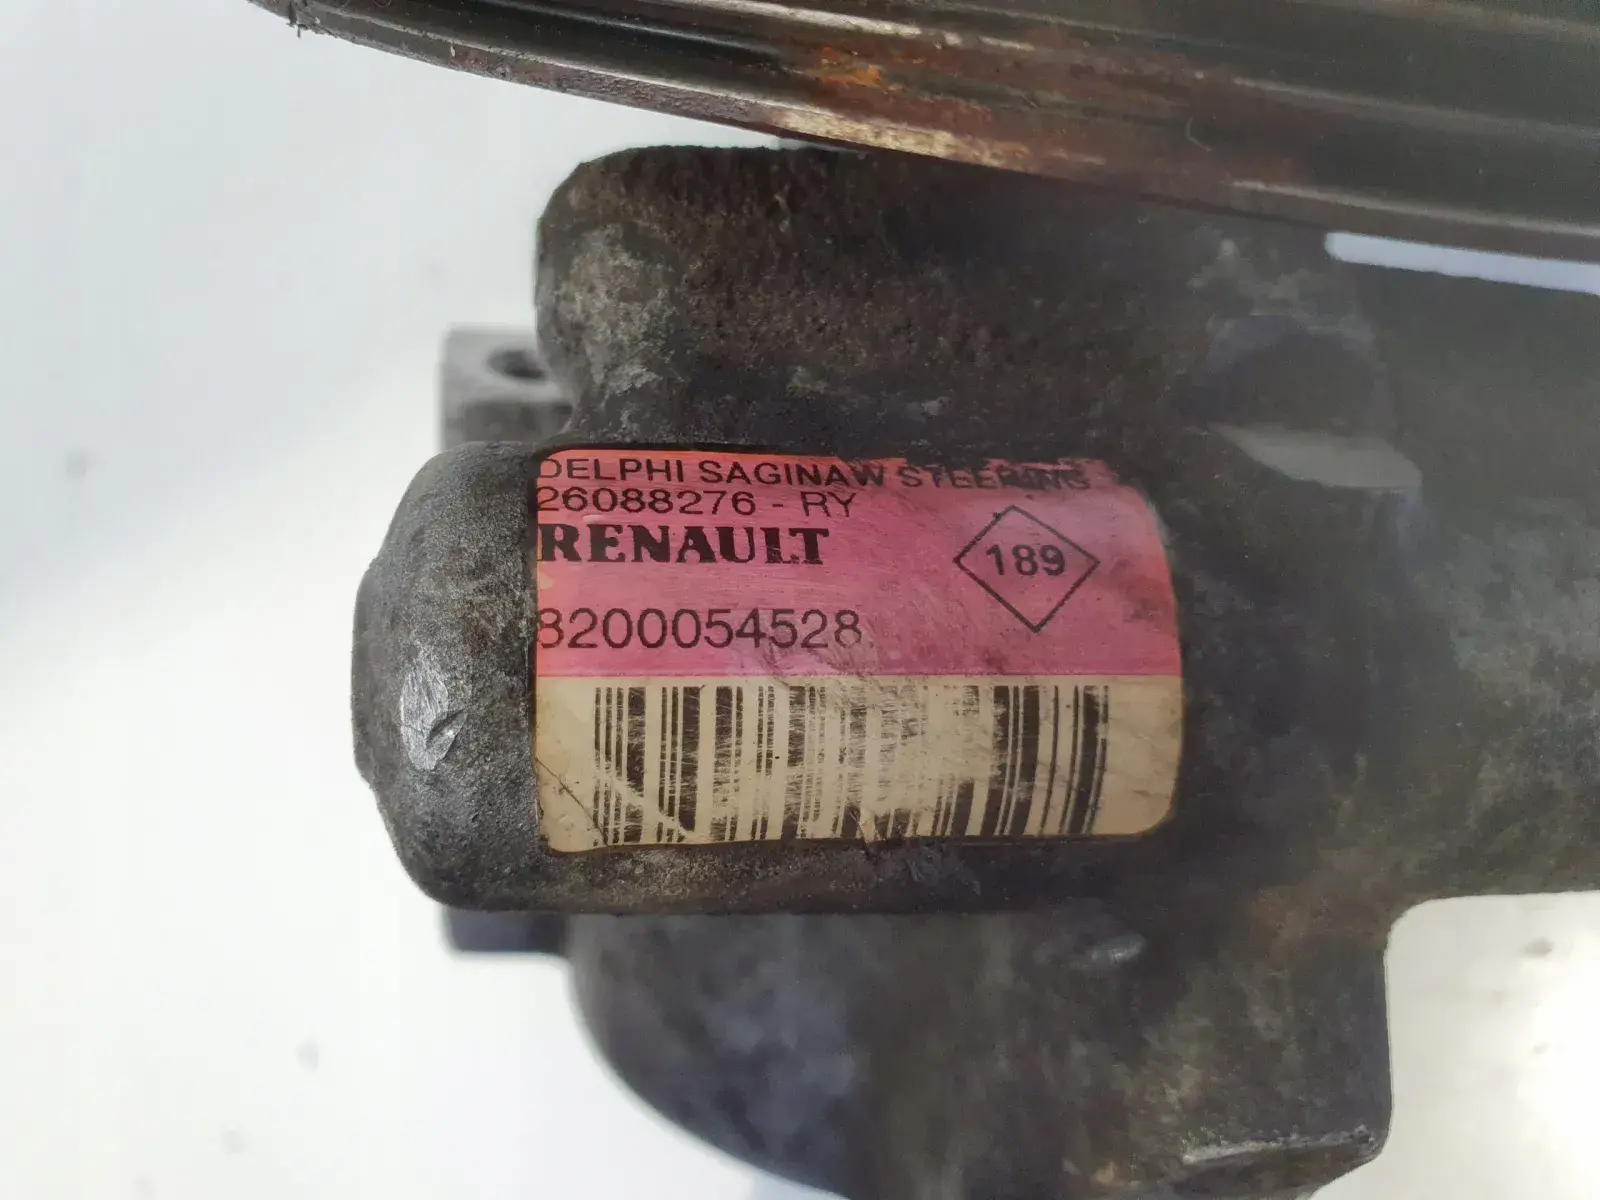 DELPHI SAGINAW STEERING
26088276 - RY
RENAULT
189
8200054528